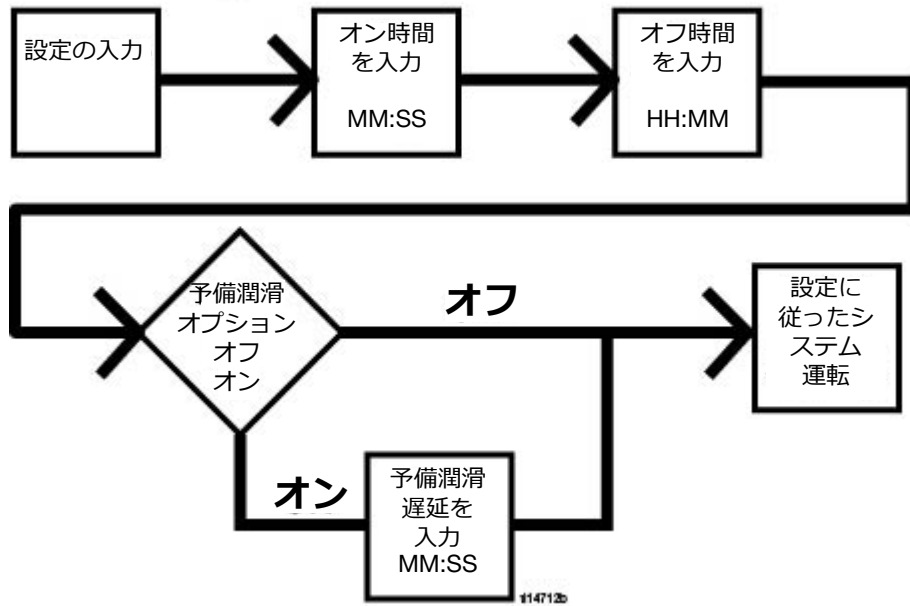 設定の入力
オン時間
を入力
MM:SS
オフ時間
を入力
HH:MM
予備潤滑
オプション
オフ
オン
オフ
設定に
従ったシ
ステム
運転
オン
予備潤滑
遅延を
入力
MM:SS